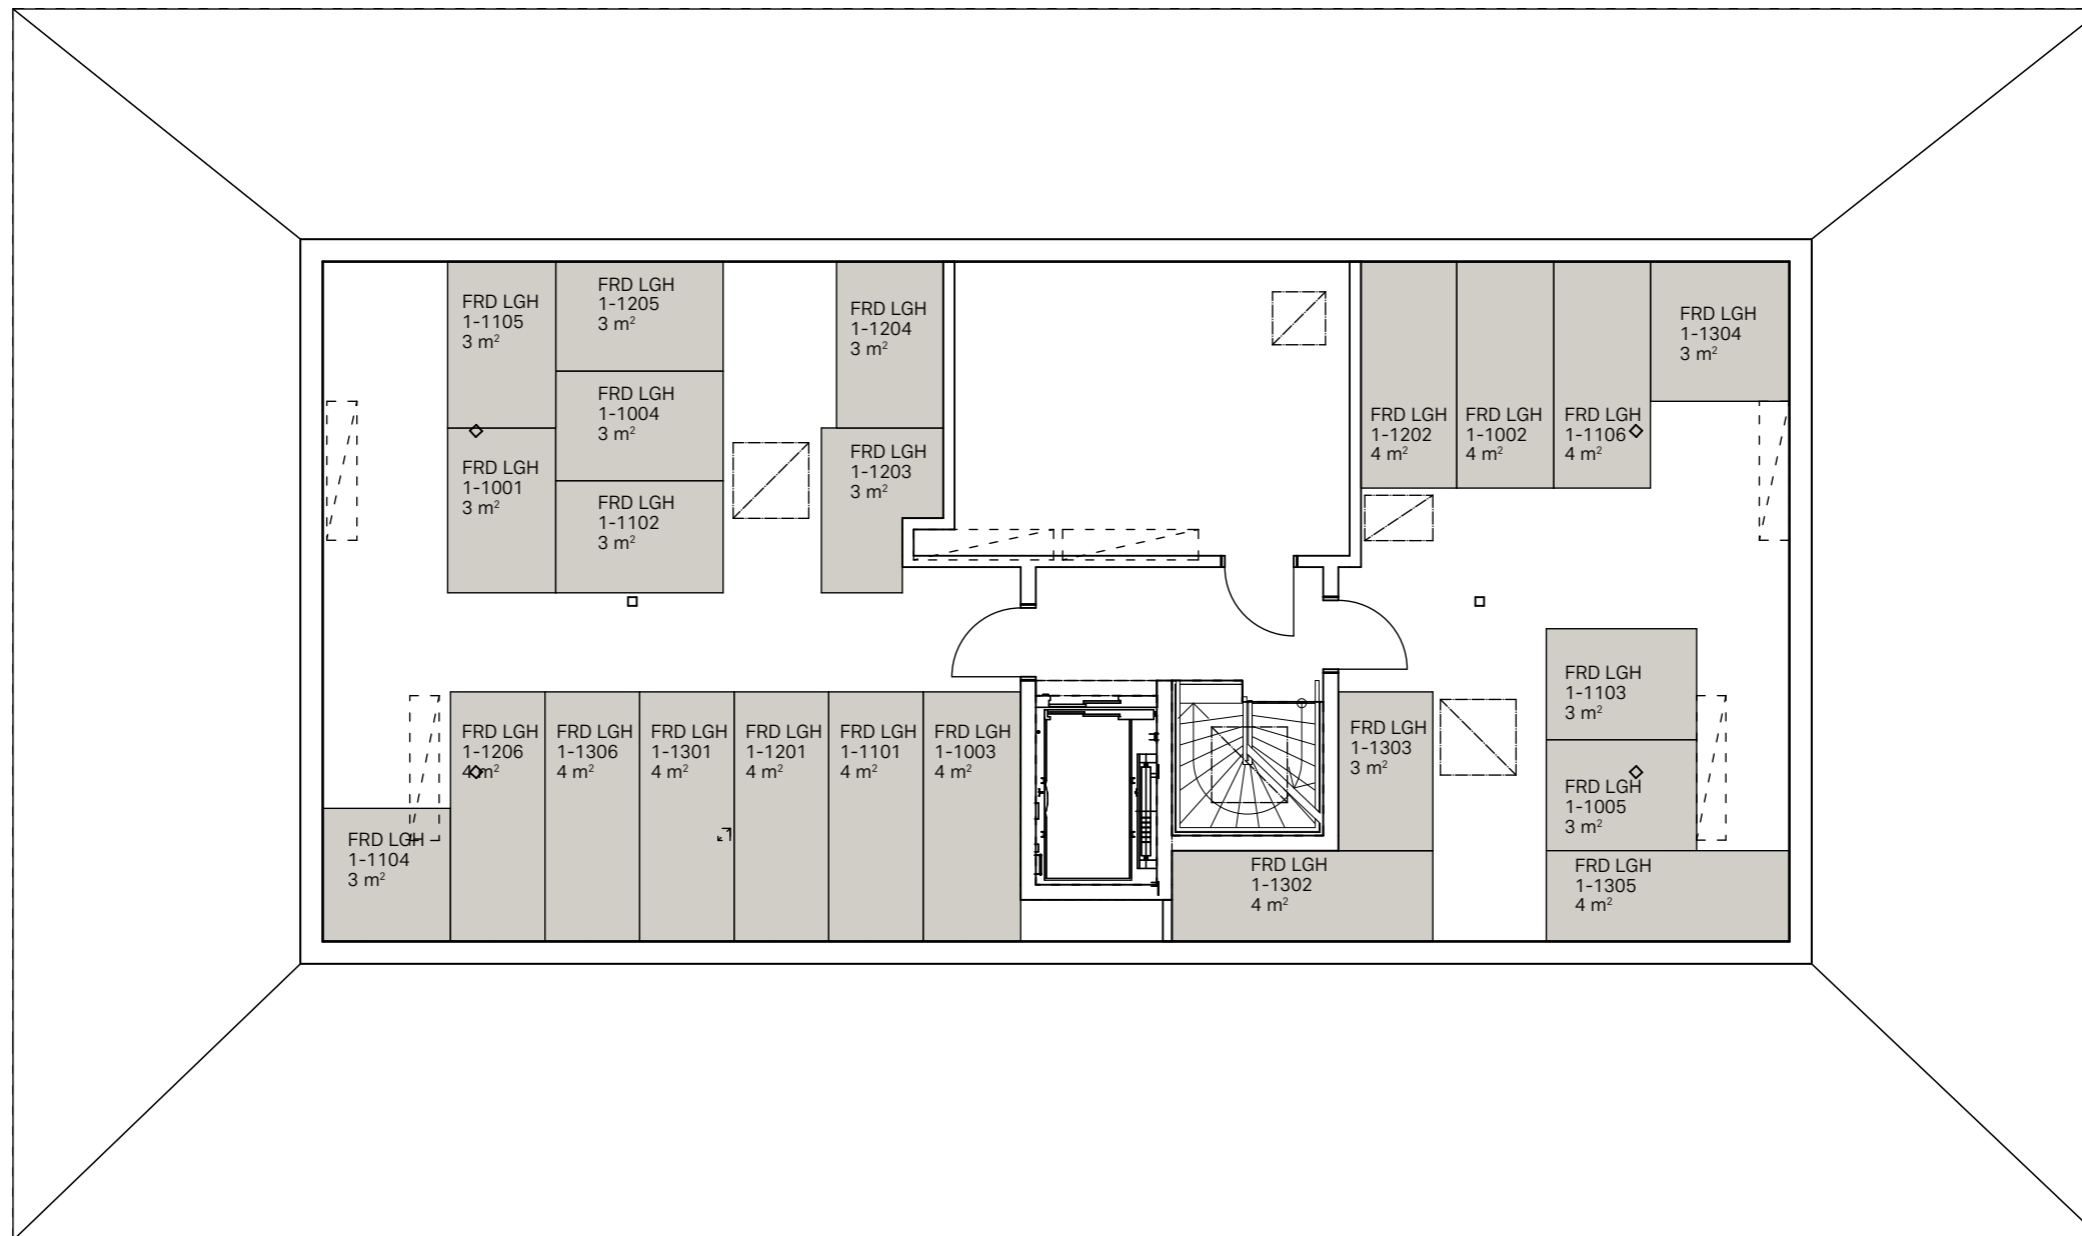 FRD LGH
1-1105
3 m²
FRD LGH
1-1205
3 m²
FRD LGH
1-1204
3 m²
FRD LGH
1-1304
3 m²
FRD LGH
1-1004
3 m²
FRD LGH
1-1202
4 m²
FRD LGH
1-1002
4 m²
FRD LGH
1-1106
4 m²
FRD LGH
1-1001
3 m²
FRD LGH
1-1203
3 m²
FRD LGH
1-1102
3 m²
FRD LGH
1-1103
3 m²
FRD LGH
1-1206
4 m²
FRD LGH
1-1306
4 m²
FRD LGH
1-1301
4 m²
FRD LGH
1-1201
4 m²
FRD LGH
1-1101
4 m²
FRD LGH
1-1003
4 m²
FRD LGH
1-1303
3 m²
FRD LGH
1-1005
3 m²
FRD LGH
1-1104
3 m²
FRD LGH
1-1302
4 m²
FRD LGH
1-1305
4 m²